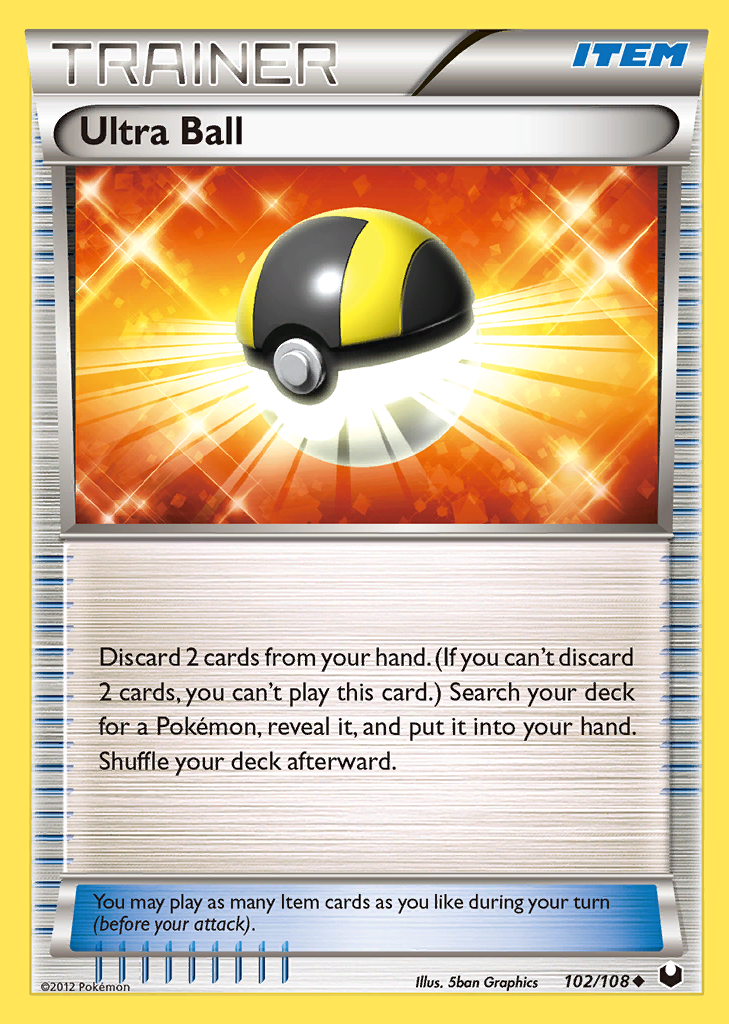 TRAINER ITEM
Ultra Ball
Discard 2 cards from your hand. (If you can't discard
2 cards, you can't play this card.) Search your deck
for a Pokémon, reveal it, and put it into your hand.
Shuffle your deck afterward.
You may play as many Item cards as you like during your turn
(before your attack).
©2012 Pokémon Illus. 5ban Graphics 102/108 ◆